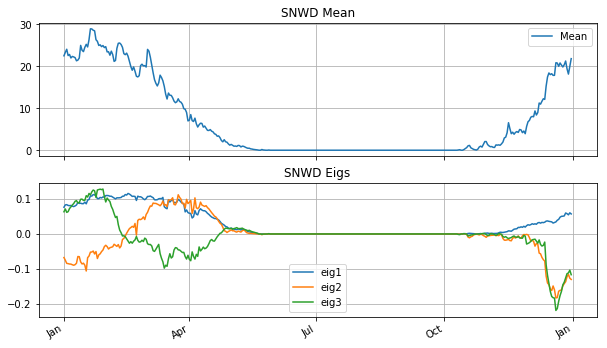 SNWD Mean
30
20
10
0
Mean
SNWD Eigs
0.1
0.0
−0.1
−0.2
eig1
eig2
eig3
Jan
Apr
Jul
Oct
Jan